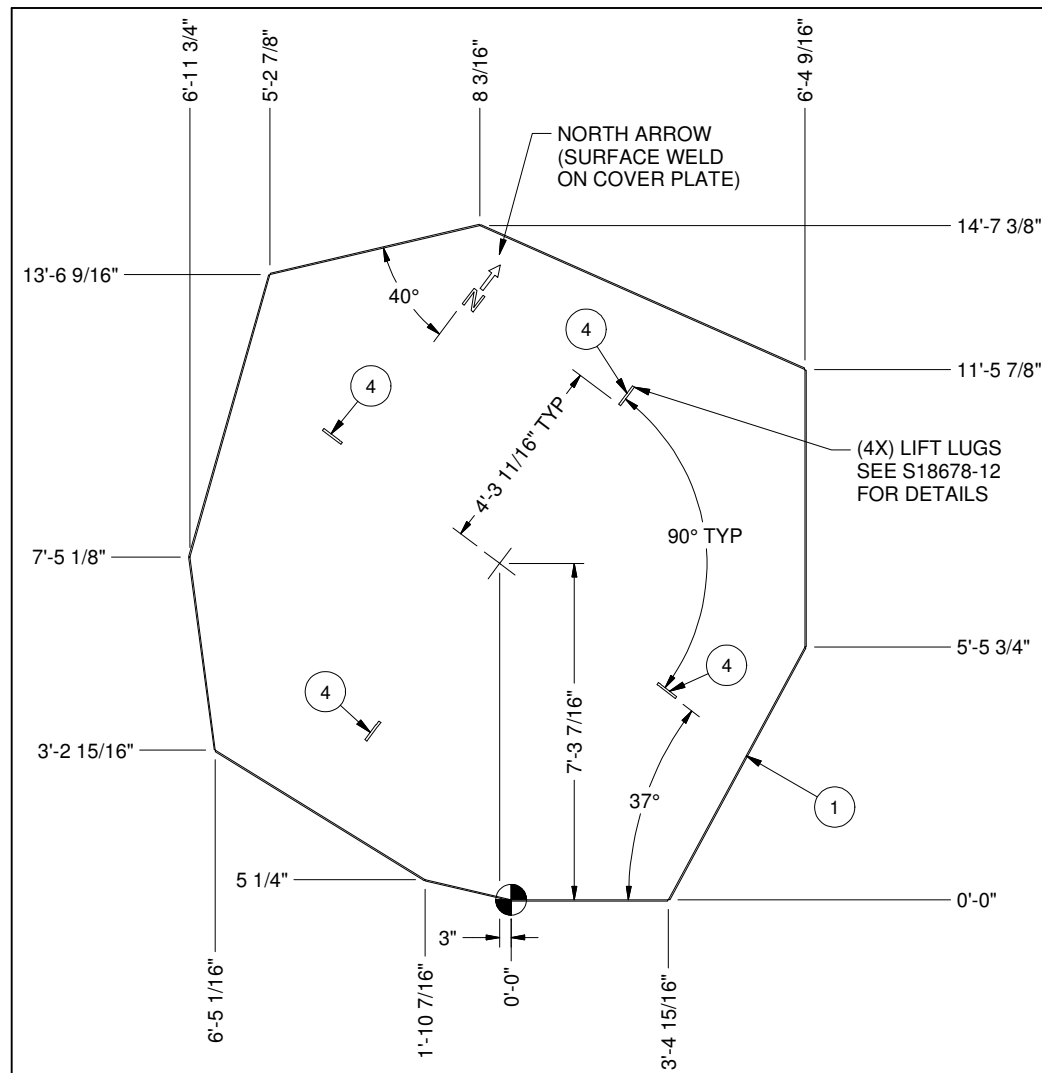 6'-11 3/4"
5'-2 7/8"
8 3/16"
6'-4 9/16"
NORTH ARROW
(SURFACE WELD
ON COVER PLATE)
14'-7 3/8"
13'-6 9/16"
N
40°
4
4
11'-5 7/8"
4'-3 11/16" TYP
(4X) LIFT LUGS
SEE S18678-12
FOR DETAILS
90° TYP
7'-5 1/8"
5'-5 3/4"
4
4
7'-3 7/16"
3'-2 15/16"
37°
1
5 1/4"
0'-0"
3"
6'-5 1/16"
1'-10 7/16"
0'-0"
3'-4 15/16"